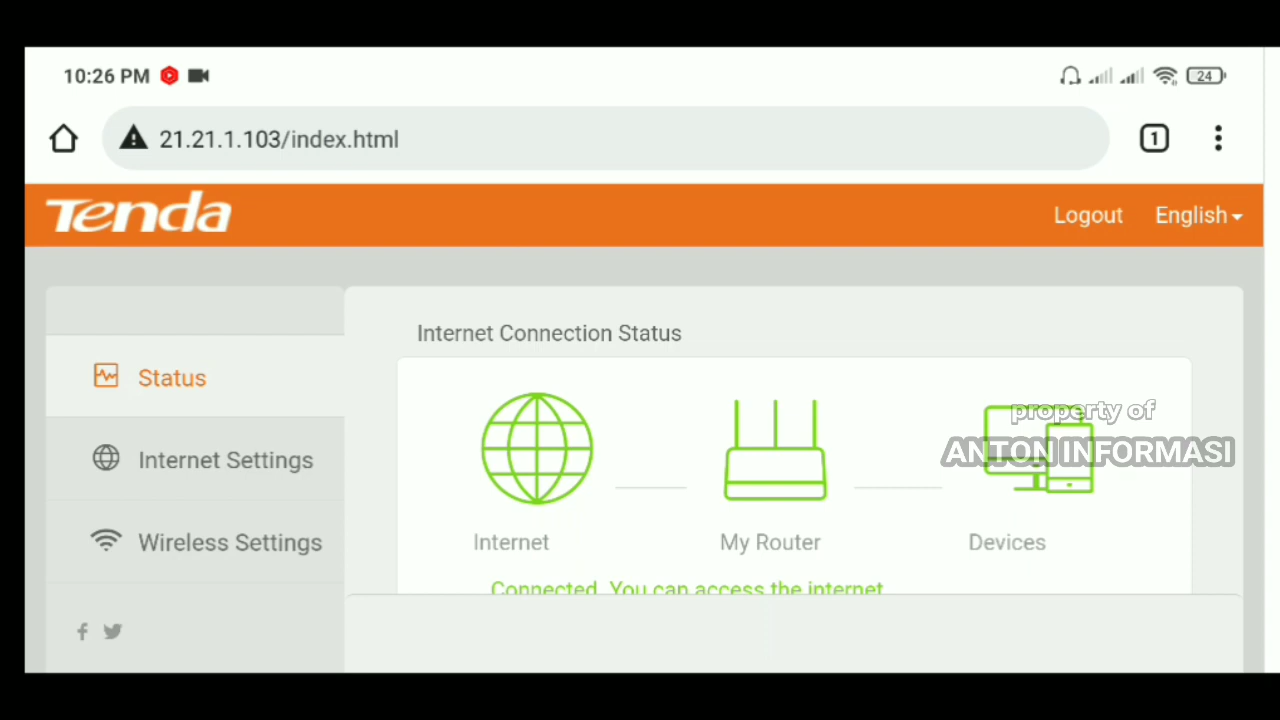 10:26 PM
24
21.21.1.103/index.html
1
Tenda
Logout
English
Internet Connection Status
Status
Internet Settings
Wireless Settings
property of
ANTON INFORMASI
Internet
My Router
Devices
Connected. You can access the internet